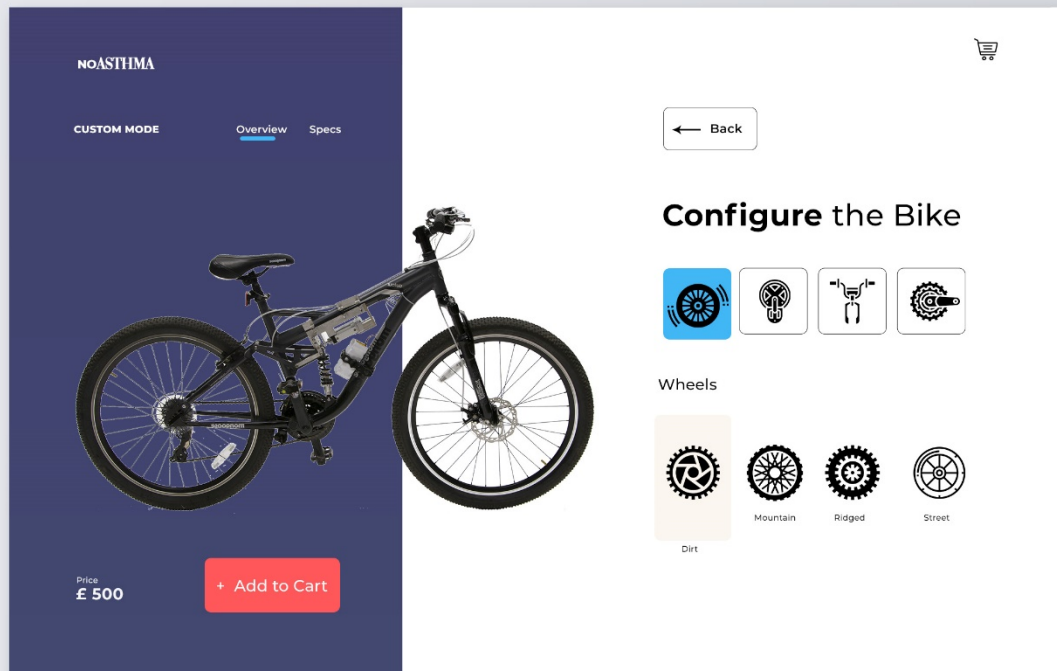 NOASTHMA
CUSTOM MODE
Overview
Specs
Back
Configure the Bike
Wheels
Mountain
Ridged
Street
Dirt
Price
£ 500
+ Add to Cart